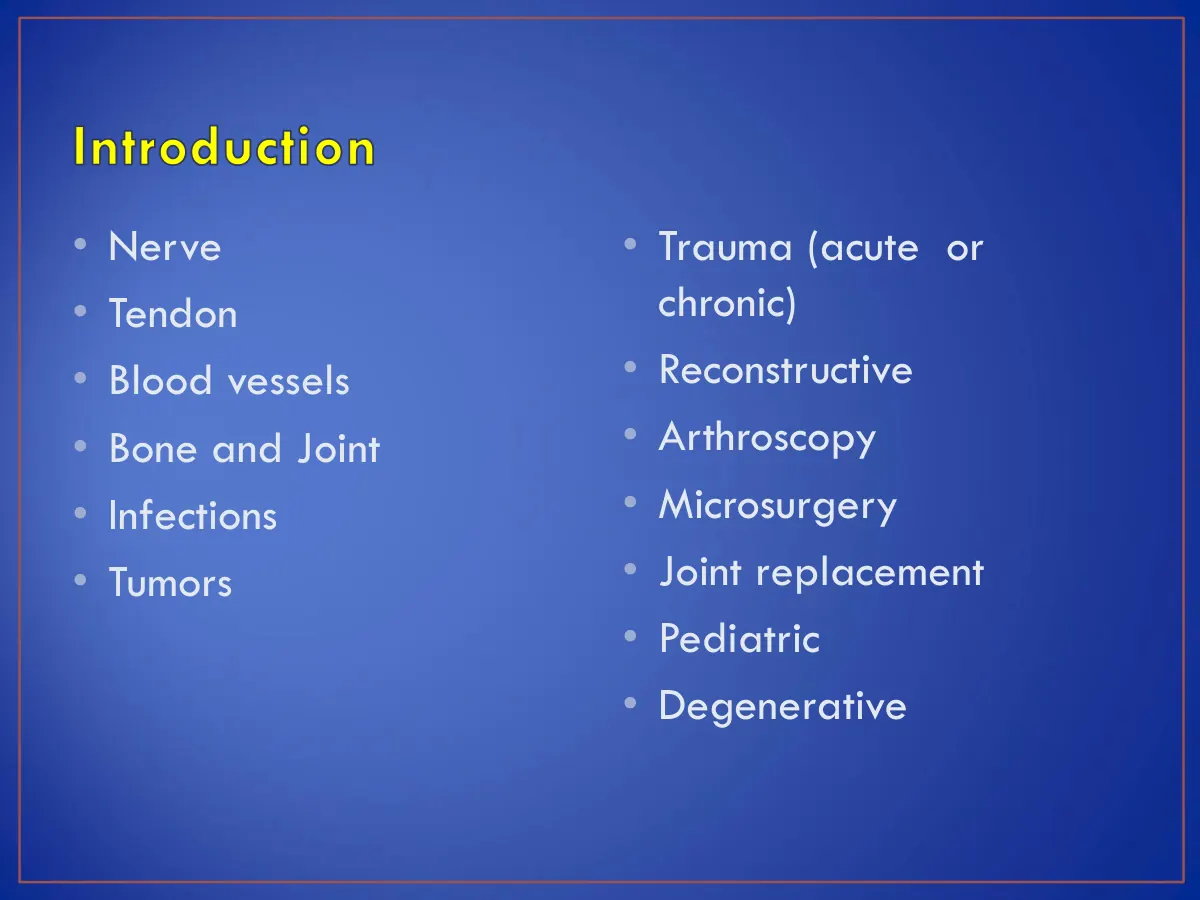 Introduction
• Nerve
• Tendon
• Blood vessels
• Bone and Joint
• Infections
• Tumors
• Trauma (acute  or
chronic)
• Reconstructive
• Arthroscopy
• Microsurgery
• Joint replacement
• Pediatric
• Degenerative